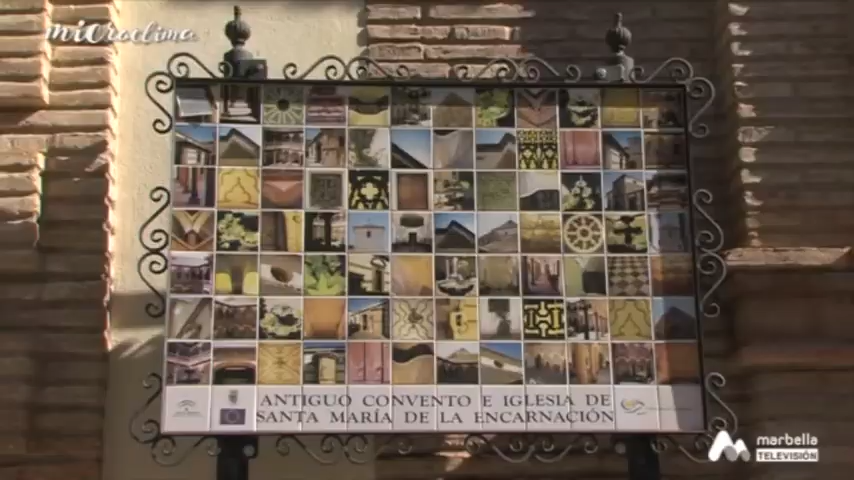 microclima
ANTIGUO CONVENTO E IGLESIA DE
SANTA MARÍA DE LA ENCARNACIÓN
marbella
TELEVISIÓN